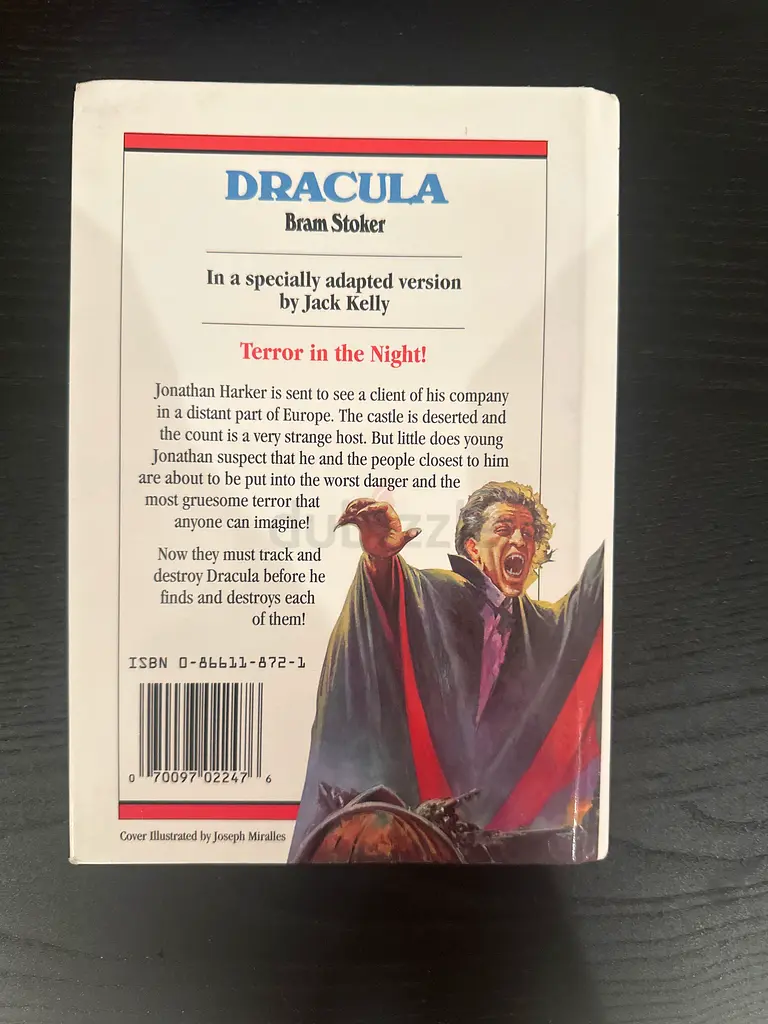 DRACULA
Bram Stoker
In a specially adapted version
by Jack Kelly
Terror in the Night!
Jonathan Harker is sent to see a client of his company
in a distant part of Europe. The castle is deserted and
the count is a very strange host. But little does young
Jonathan suspect that he and the people closest to him
are about to be put into the worst danger and the
most gruesome terror that
anyone can imagine!
dubizzle
Now they must track and
destroy Dracula before he
finds and destroys each
of them!
ISBN 0-86611-872-1
0 70097 02247 6
Cover Illustrated by Joseph Miralles